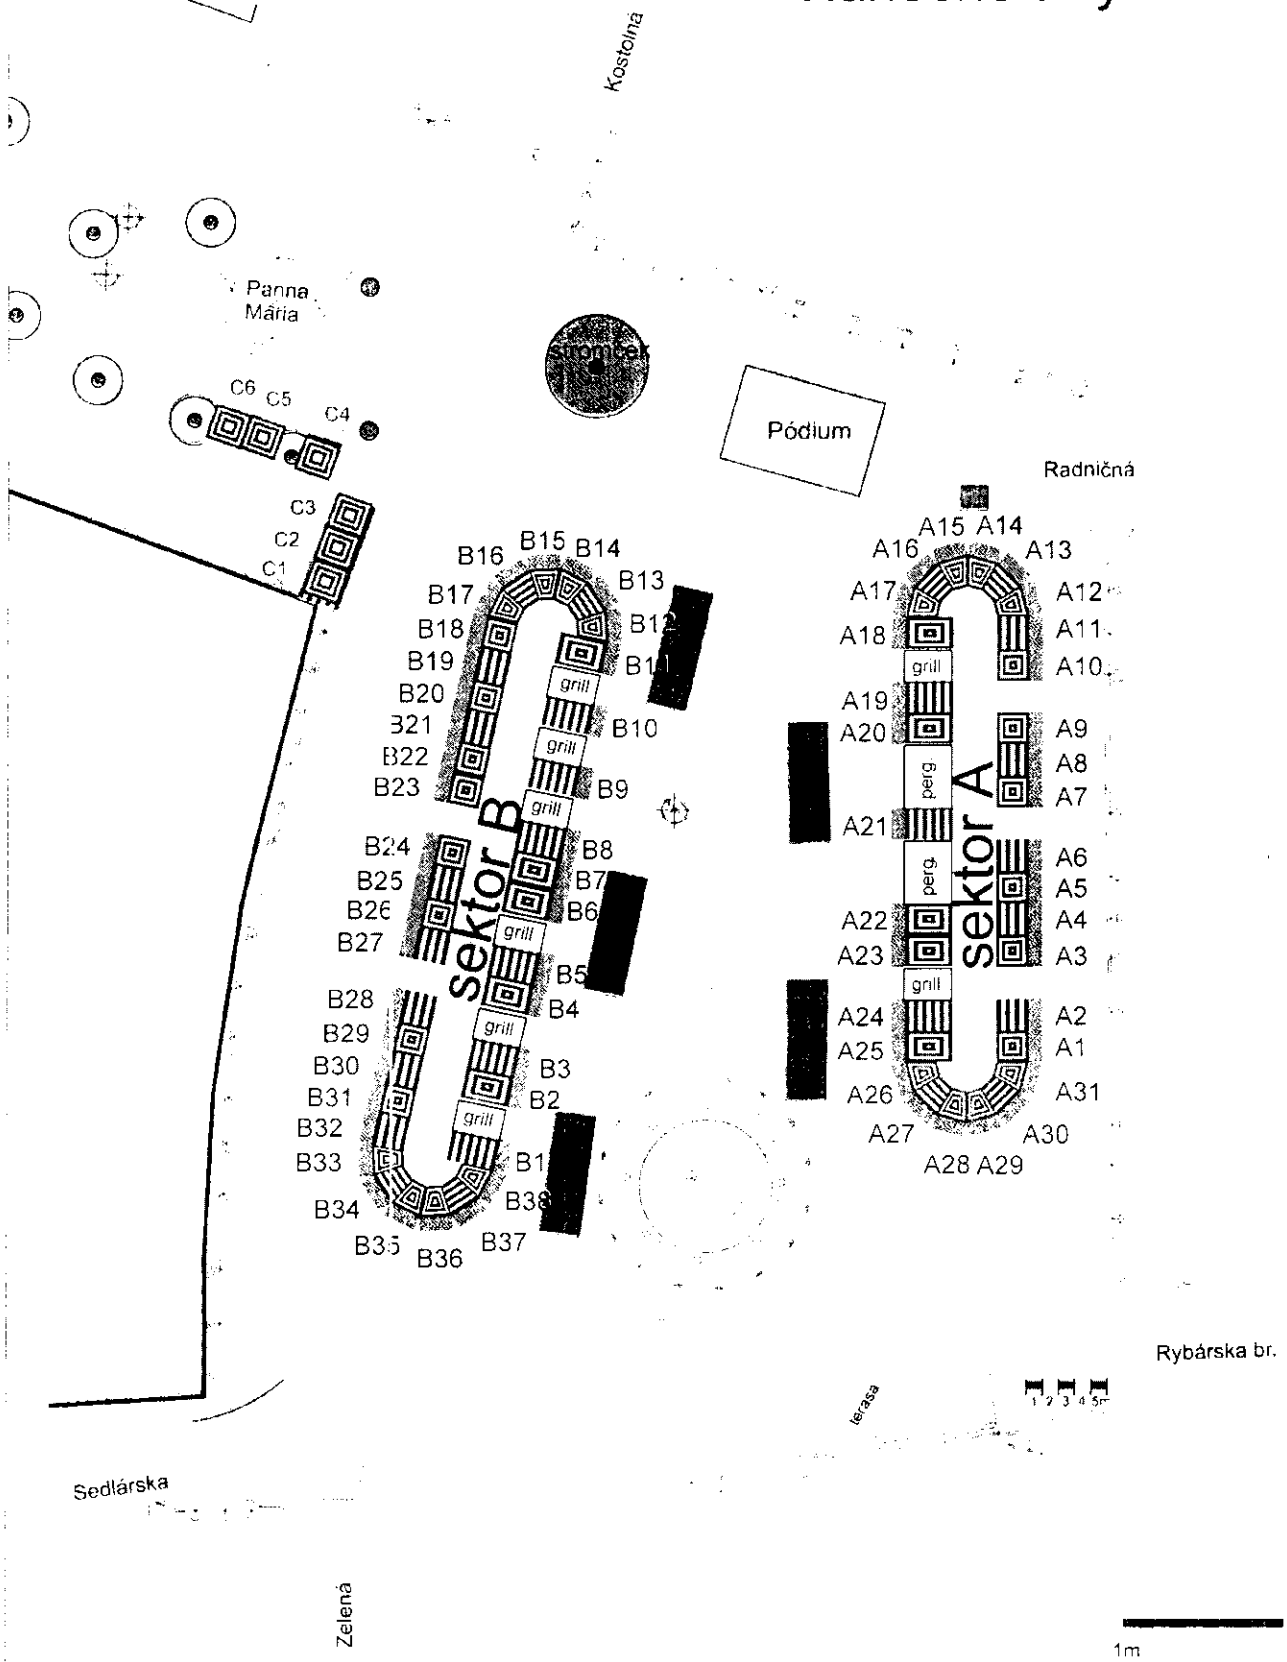 Kostolná
Panna
Mária
stromček
C6
C5
C4
Pódium
Radničná
C3
C2
C1
A15 A14
A16
A13
A17
A12
A18
A11
grill
A10
A19
A20
A9
perg.
A8
A7
sektor A
A21
A6
perg.
A5
A22
A4
A23
A3
grill
A24
A2
A25
A1
A26
A31
A27
A30
A28 A29
B15
B14
B16
B13
B17
B12
B18
B11
B19
grill
B20
B10
B21
grill
B22
B9
B23
grill
sektor B
B24
B8
B25
B7
B26
B6
B27
grill
B5
B28
B4
B29
grill
B30
B3
B31
B2
B32
grill
B33
B1
B34
B38
B35
B37
B36
Rybárska br.
terasa
1 2 3 4 5m
Sedlárska
Zelená
1m